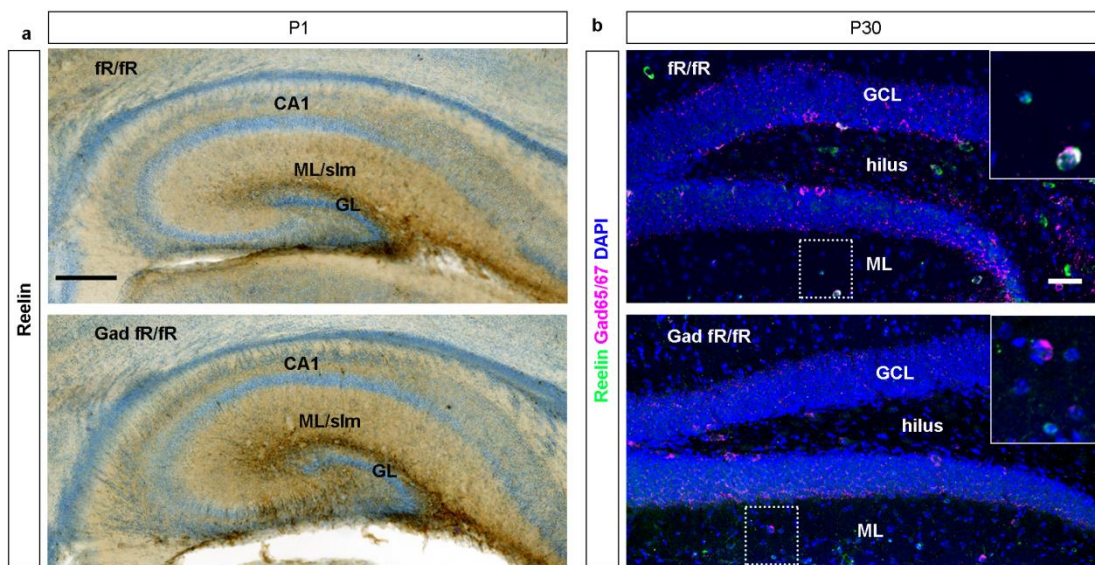 a
P1
Reelin
fR/fR
CA1
ML/slm
GL
Gad fR/fR
CA1
ML/slm
GL
b
P30
Reelin Gad65/67 DAPI
fR/fR
GCL
hilus
ML
Gad fR/fR
GCL
hilus
ML